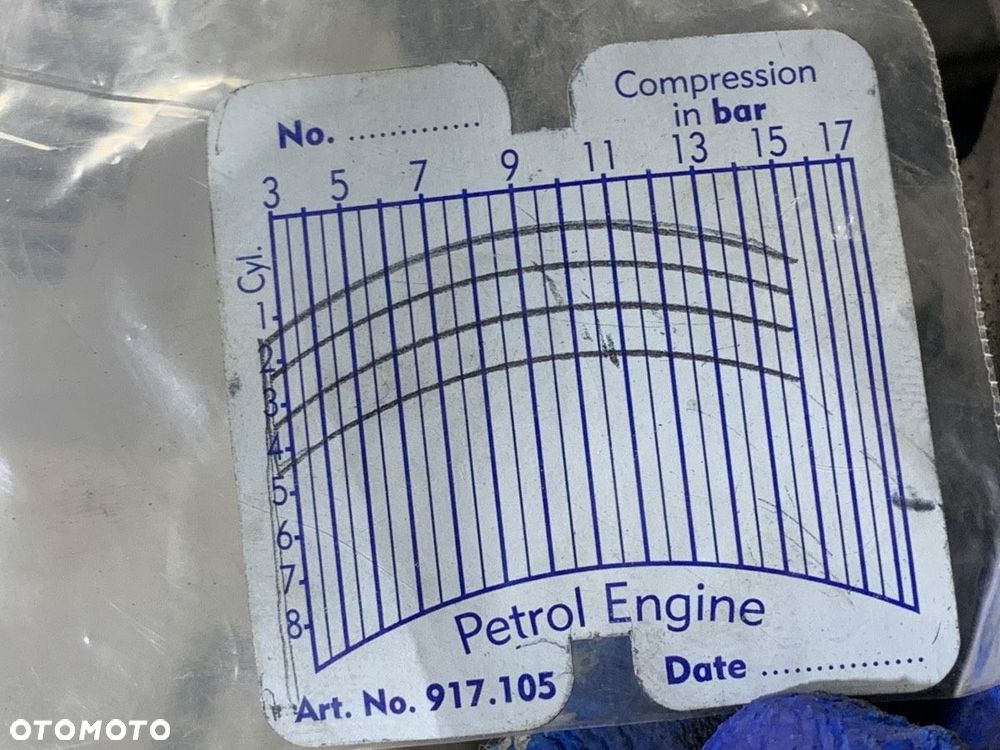 Compression
in bar
No. ..............
3 5 7 9 11 13 15 17
Cyl.
1
2
3
4
5
6
7
8
Petrol Engine
Art. No. 917.105
Date ................
OTOMOTO